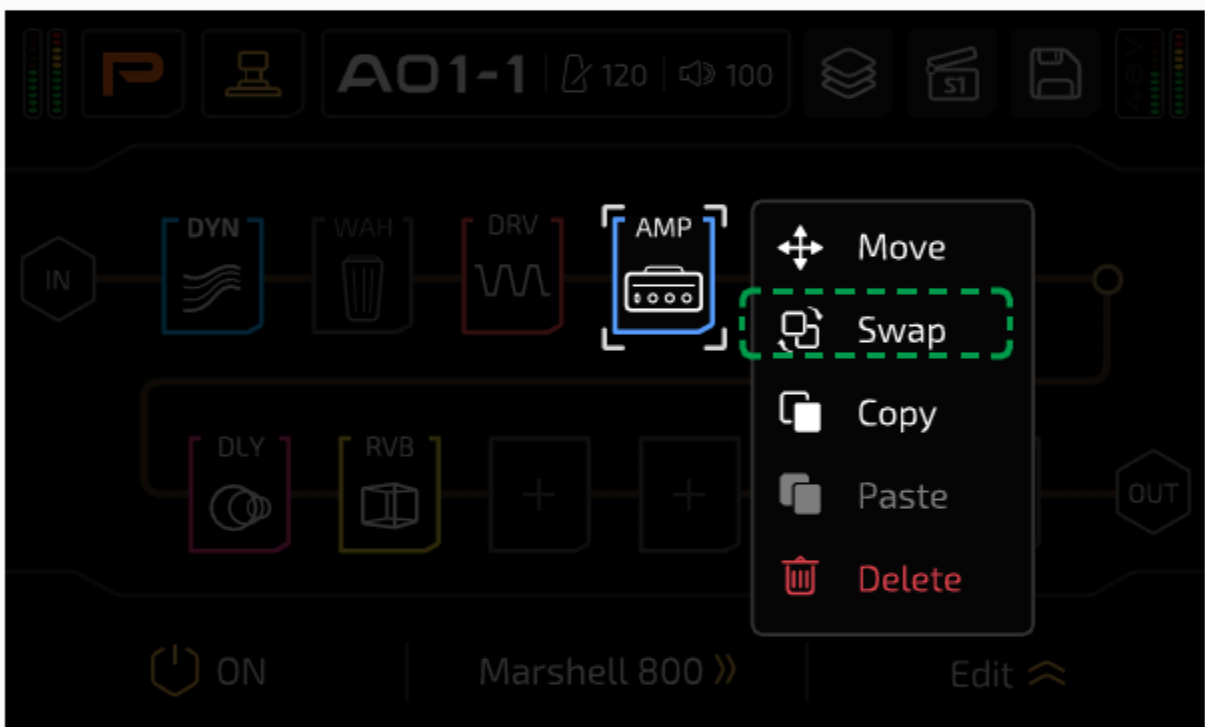 A01-1 120 100 S1 48V
DYN WAH DRV AMP
IN
Move
Swap
Copy
Paste
Delete
DLY RVB
OUT
ON Marshell 800 Edit